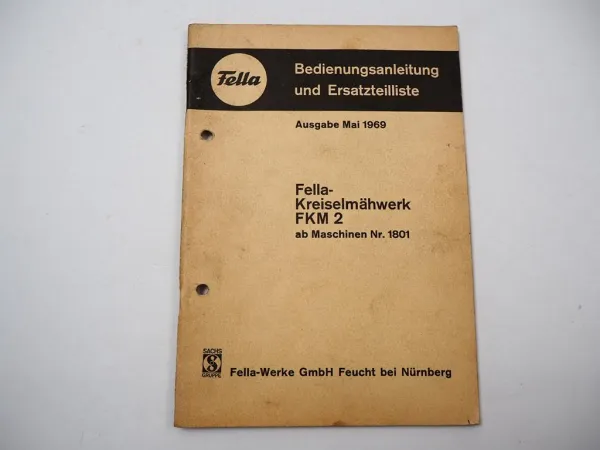 Fella
Bedienungsanleitung
und Ersatzteilliste
Ausgabe Mai 1969
Fella-
Kreiselmähwerk
FKM 2
ab Maschinen Nr. 1801
SACHS
GRUPPE
Fella-Werke GmbH Feucht bei Nürnberg